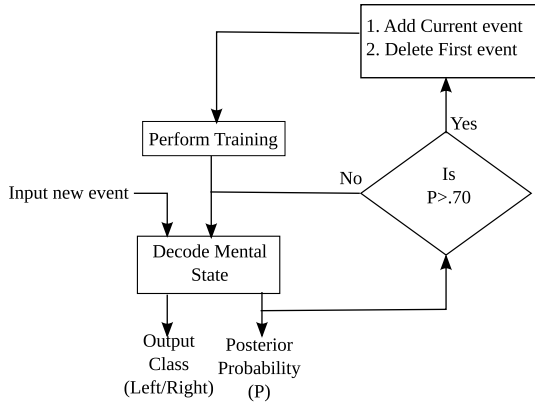 1. Add Current event
2. Delete First event
Perform Training
Yes
No
Is
P>.70
Input new event
Decode Mental
State
Output
Class
(Left/Right)
Posterior
Probability
(P)